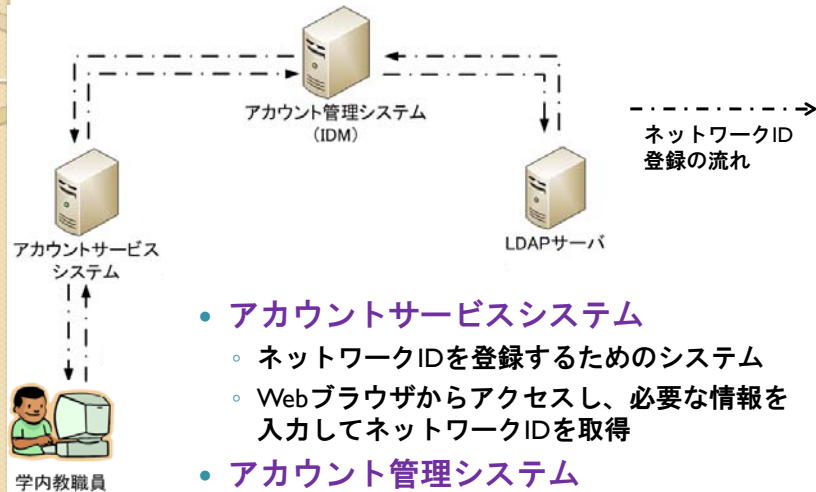 アカウント管理システム
(IDM)
ネットワークID
登録の流れ
アカウントサービス
システム
LDAPサーバ
• アカウントサービスシステム
◦ ネットワークIDを登録するためのシステム
◦ Webブラウザからアクセスし、必要な情報を
入力してネットワークIDを取得
• アカウント管理システム
学内教職員